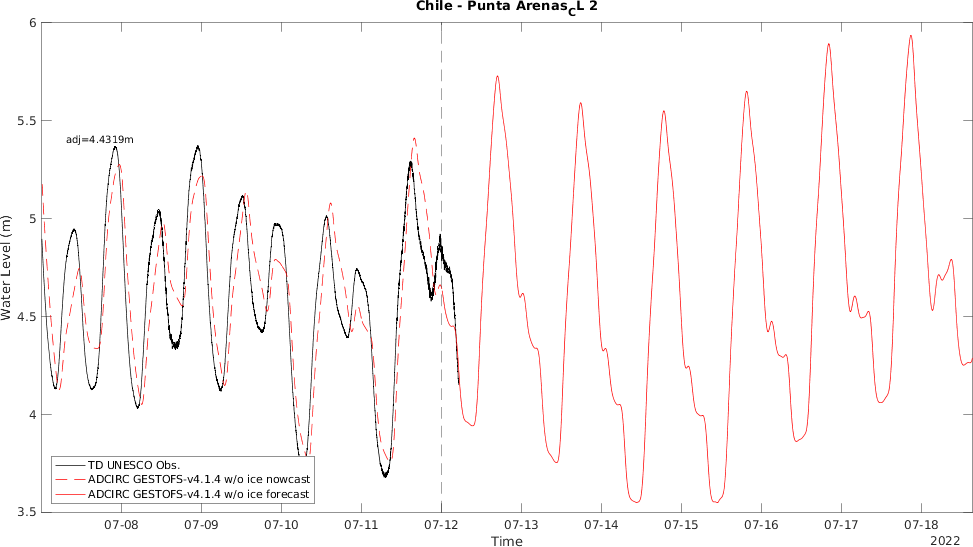 Chile - Punta Arenas_CL 2
6
5.5
5
4.5
4
3.5
Water Level (m)
adj=4.4319m
TD UNESCO Obs.
ADCIRC GESTOFS-v4.1.4 w/o ice nowcast
ADCIRC GESTOFS-v4.1.4 w/o ice forecast
07-08 07-09 07-10 07-11 07-12 07-13 07-14 07-15 07-16 07-17 07-18
Time
2022